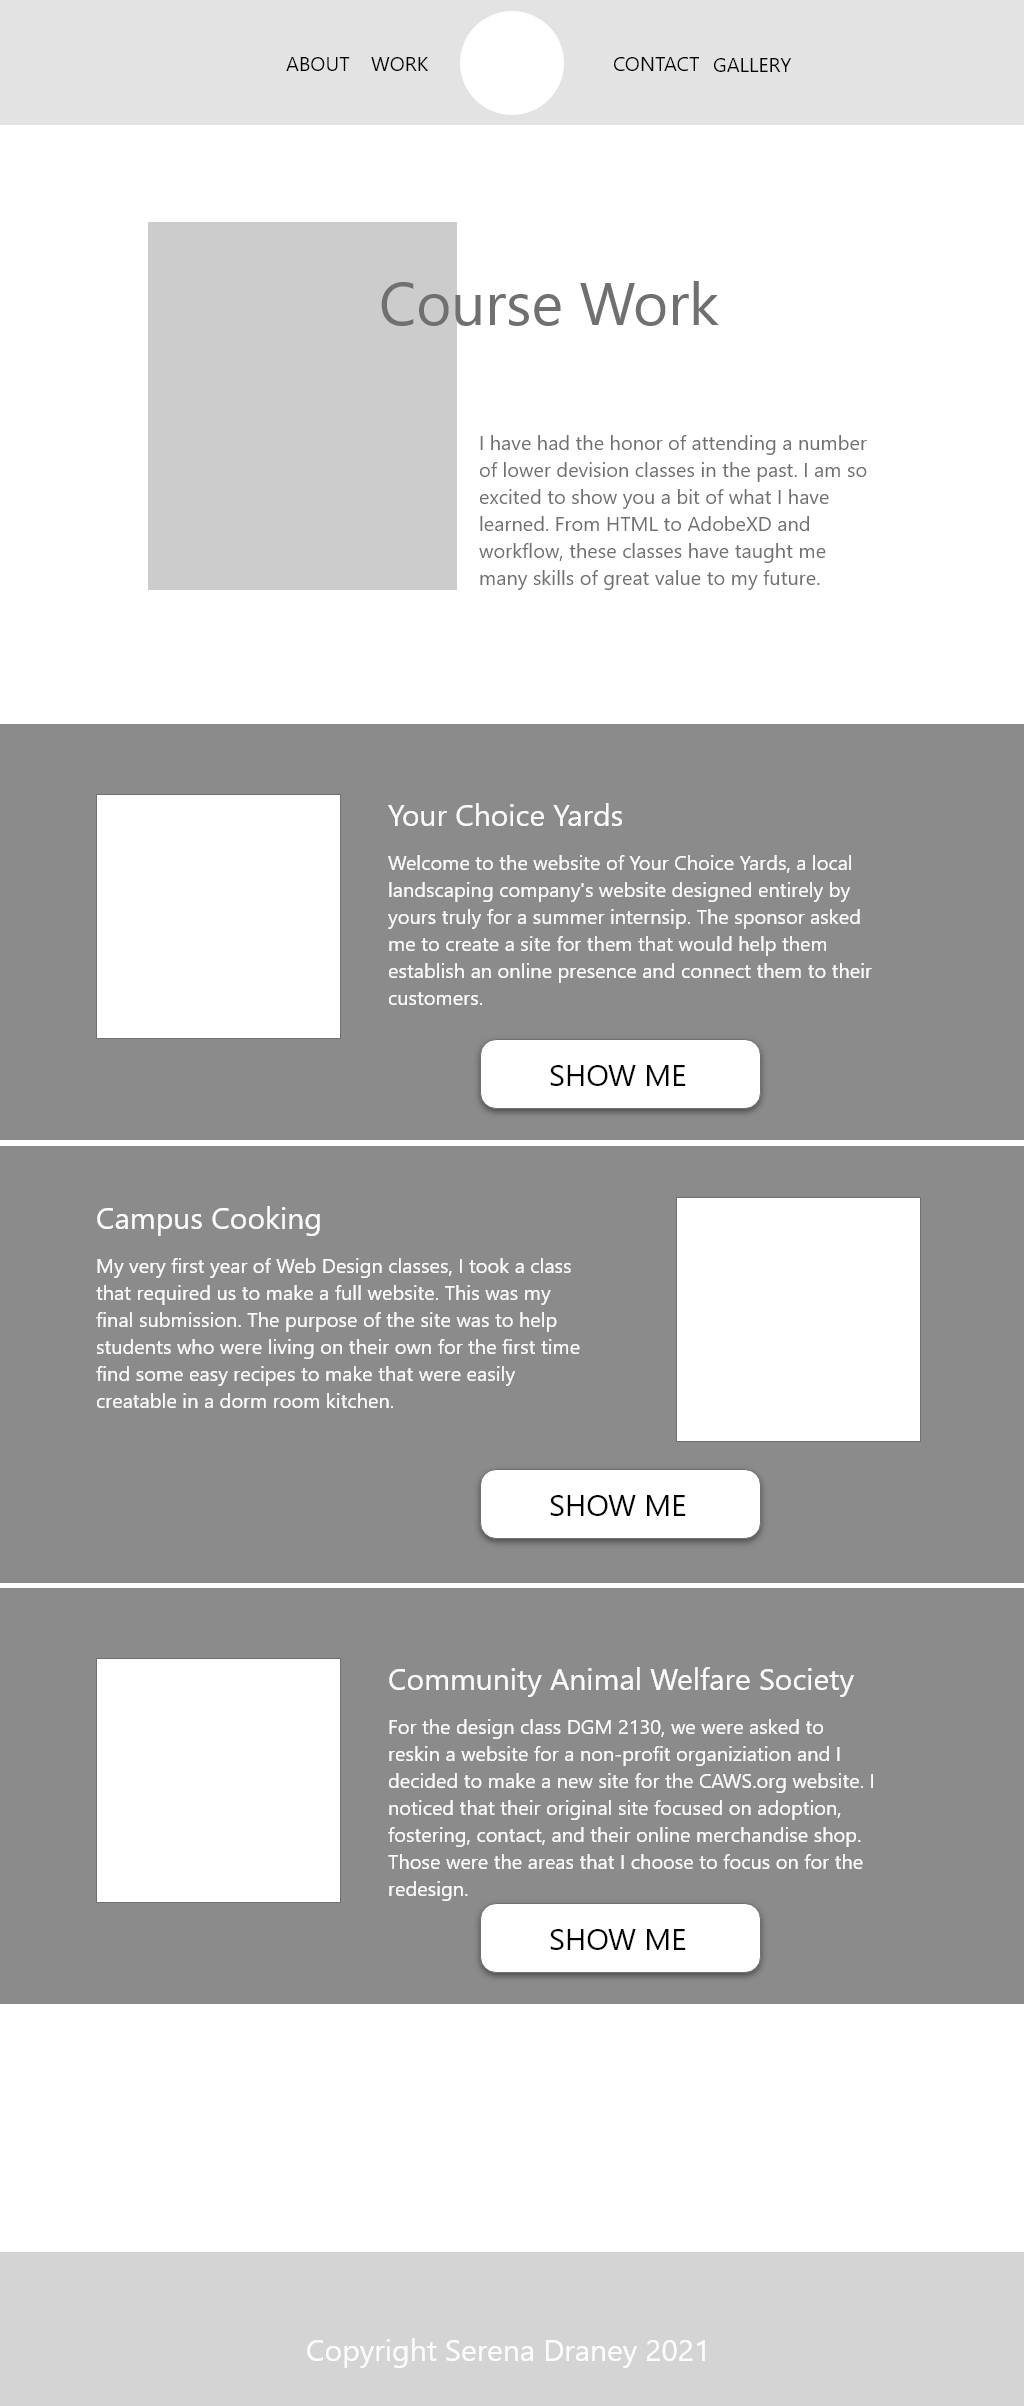 ABOUT WORK CONTACT GALLERY
Course Work
I have had the honor of attending a number
of lower devision classes in the past. I am so
excited to show you a bit of what I have
learned. From HTML to AdobeXD and
workflow, these classes have taught me
many skills of great value to my future.
Your Choice Yards
Welcome to the website of Your Choice Yards, a local
landscaping company's website designed entirely by
yours truly for a summer internsip. The sponsor asked
me to create a site for them that would help them
establish an online presence and connect them to their
customers.
SHOW ME
Campus Cooking
My very first year of Web Design classes, I took a class
that required us to make a full website. This was my
final submission. The purpose of the site was to help
students who were living on their own for the first time
find some easy recipes to make that were easily
creatable in a dorm room kitchen.
SHOW ME
Community Animal Welfare Society
For the design class DGM 2130, we were asked to
reskin a website for a non-profit organiziation and I
decided to make a new site for the CAWS.org website. I
noticed that their original site focused on adoption,
fostering, contact, and their online merchandise shop.
Those were the areas that I choose to focus on for the
redesign.
SHOW ME
Copyright Serena Draney 2021